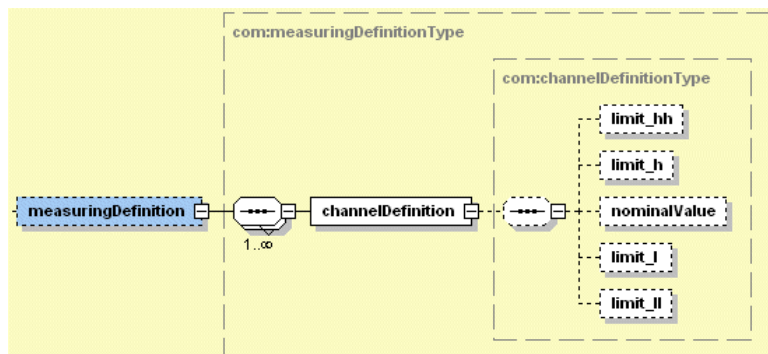 com:measuringDefinitionType
com:channelDefinitionType
limit_hh
limit_h
measuringDefinition
channelDefinition
nominalValue
1..∞
limit_l
limit_ll